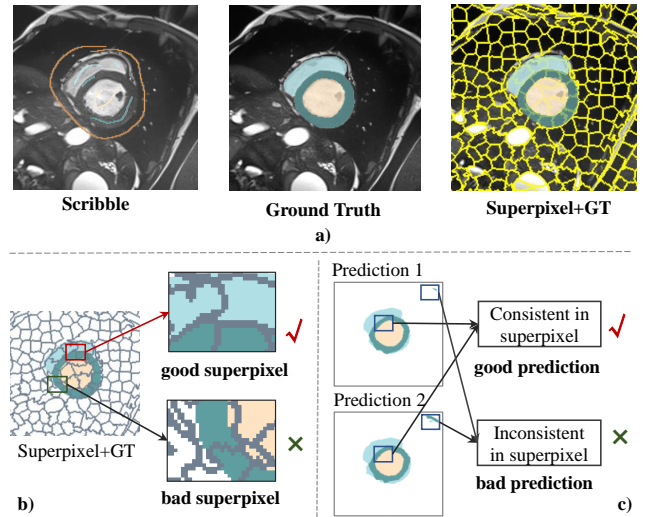 Scribble
Ground Truth
Superpixel+GT
a)
Superpixel+GT
b)
good superpixel
bad superpixel
Prediction 1
Prediction 2
Consistent in
superpixel
good prediction
Inconsistent
in superpixel
bad prediction
c)